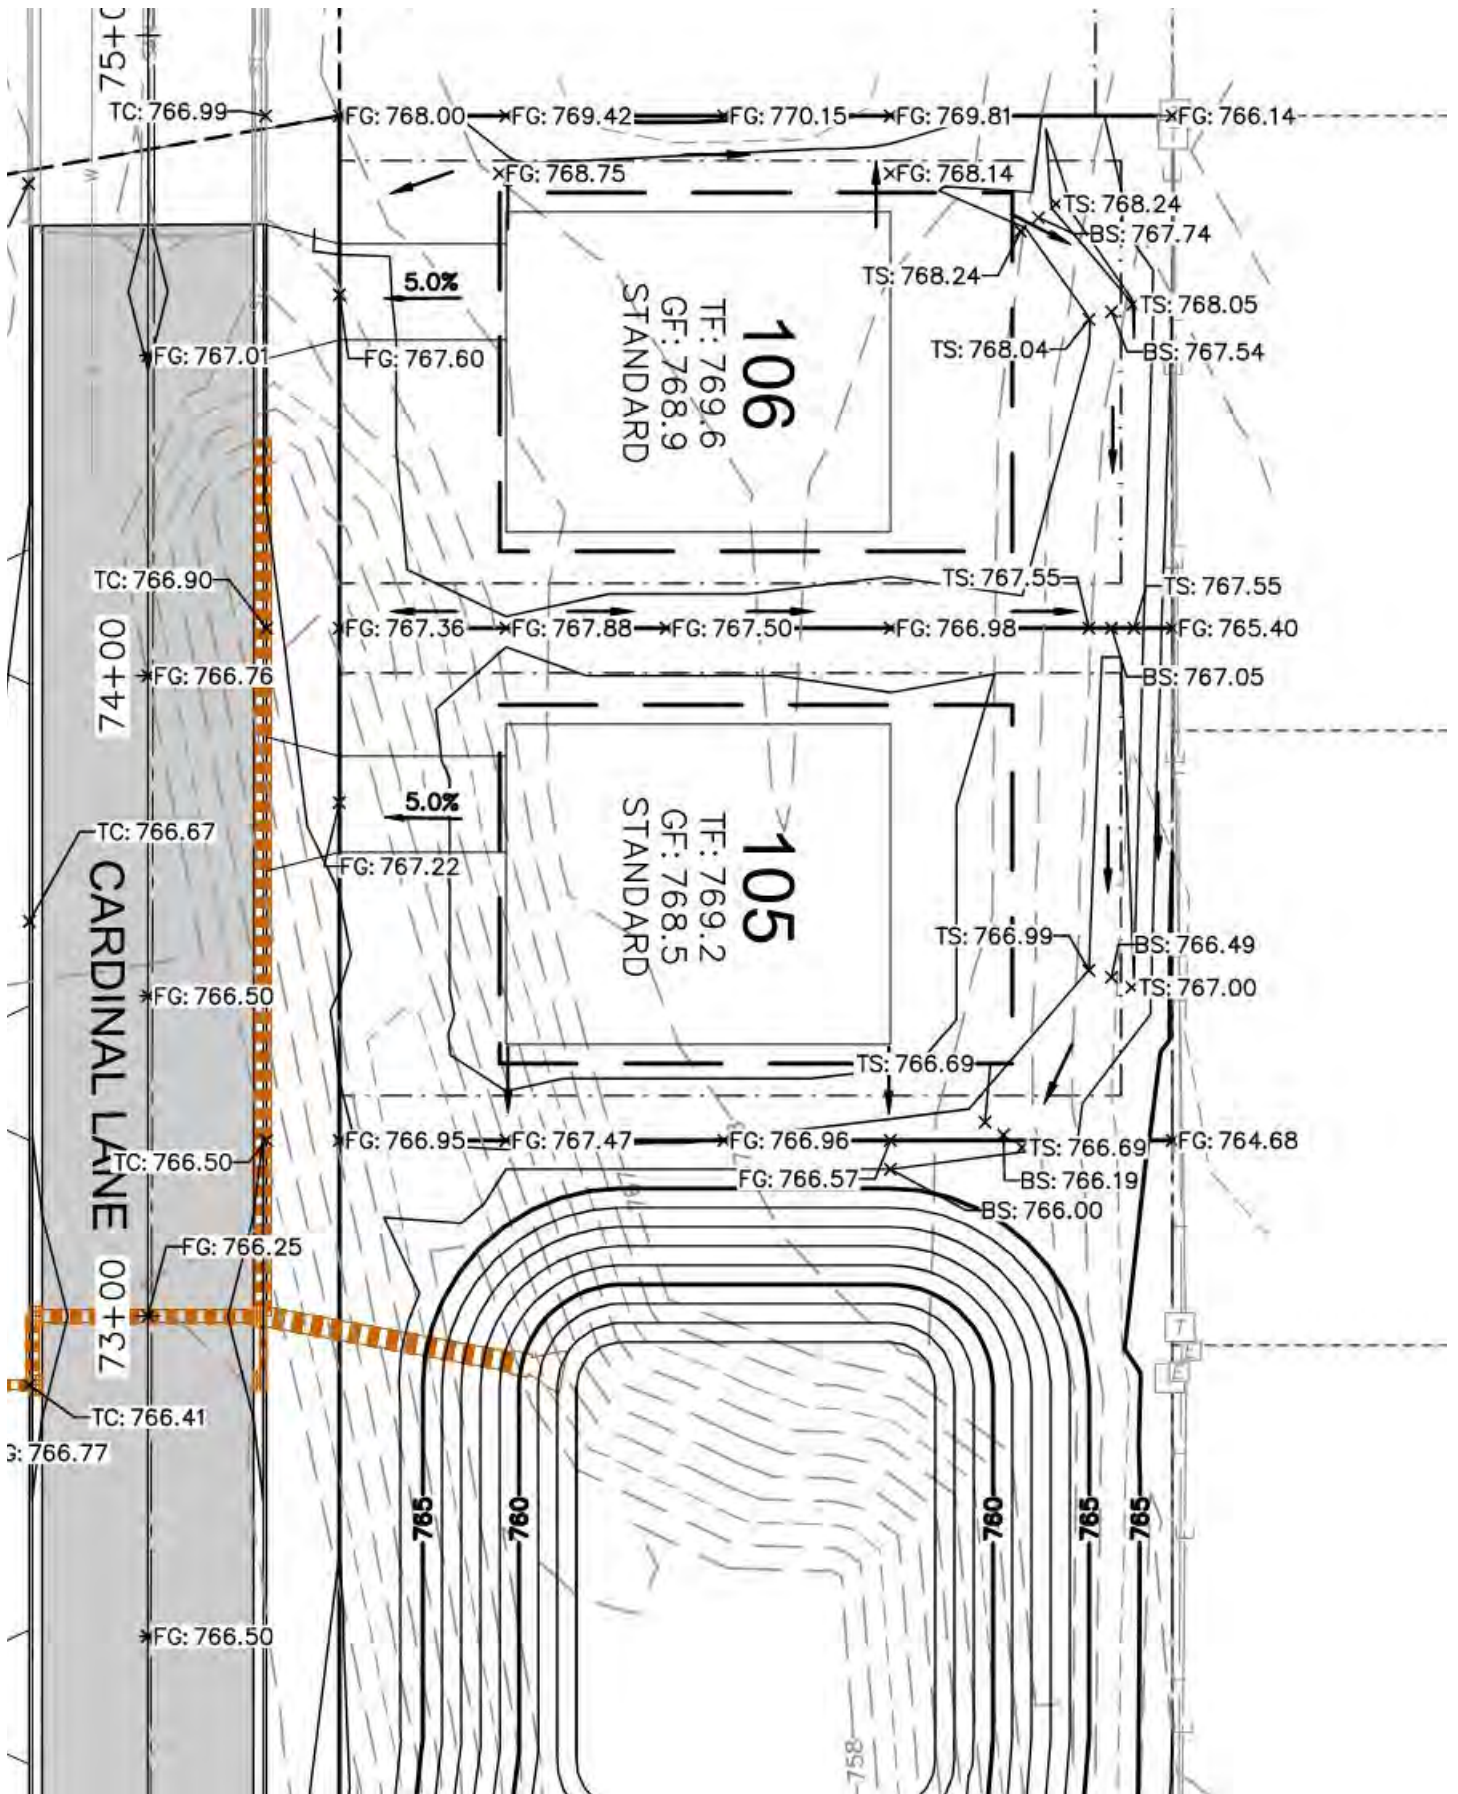 75+
TC: 766.99
FG: 768.00
FG: 769.42
FG: 770.15
FG: 769.81
FG: 766.14
T
W
FG: 768.75
FG: 768.14
TS: 768.24
BS: 767.74
TS: 768.24
5.0%
TS: 768.05
TS: 768.04
BS: 767.54
FG: 767.01
FG: 767.60
106
TF: 769.6
GF: 768.9
STANDARD
TC: 766.90
TS: 767.55
TS: 767.55
FG: 767.36
FG: 767.88
FG: 767.50
FG: 766.98
FG: 765.40
74+00
FG: 766.76
BS: 767.05
5.0%
TC: 766.67
FG: 767.22
105
TF: 769.2
GF: 768.5
STANDARD
CARDINAL LANE
TS: 766.99
BS: 766.49
TS: 767.00
FG: 766.50
TS: 766.69
TC: 766.50
FG: 766.95
FG: 767.47
FG: 766.96
TS: 766.69
FG: 764.68
FG: 766.57
BS: 766.19
BS: 766.00
FG: 766.25
73+00
T
E
TC: 766.41
G: 766.77
765
760
760
765
765
FG: 766.50
758